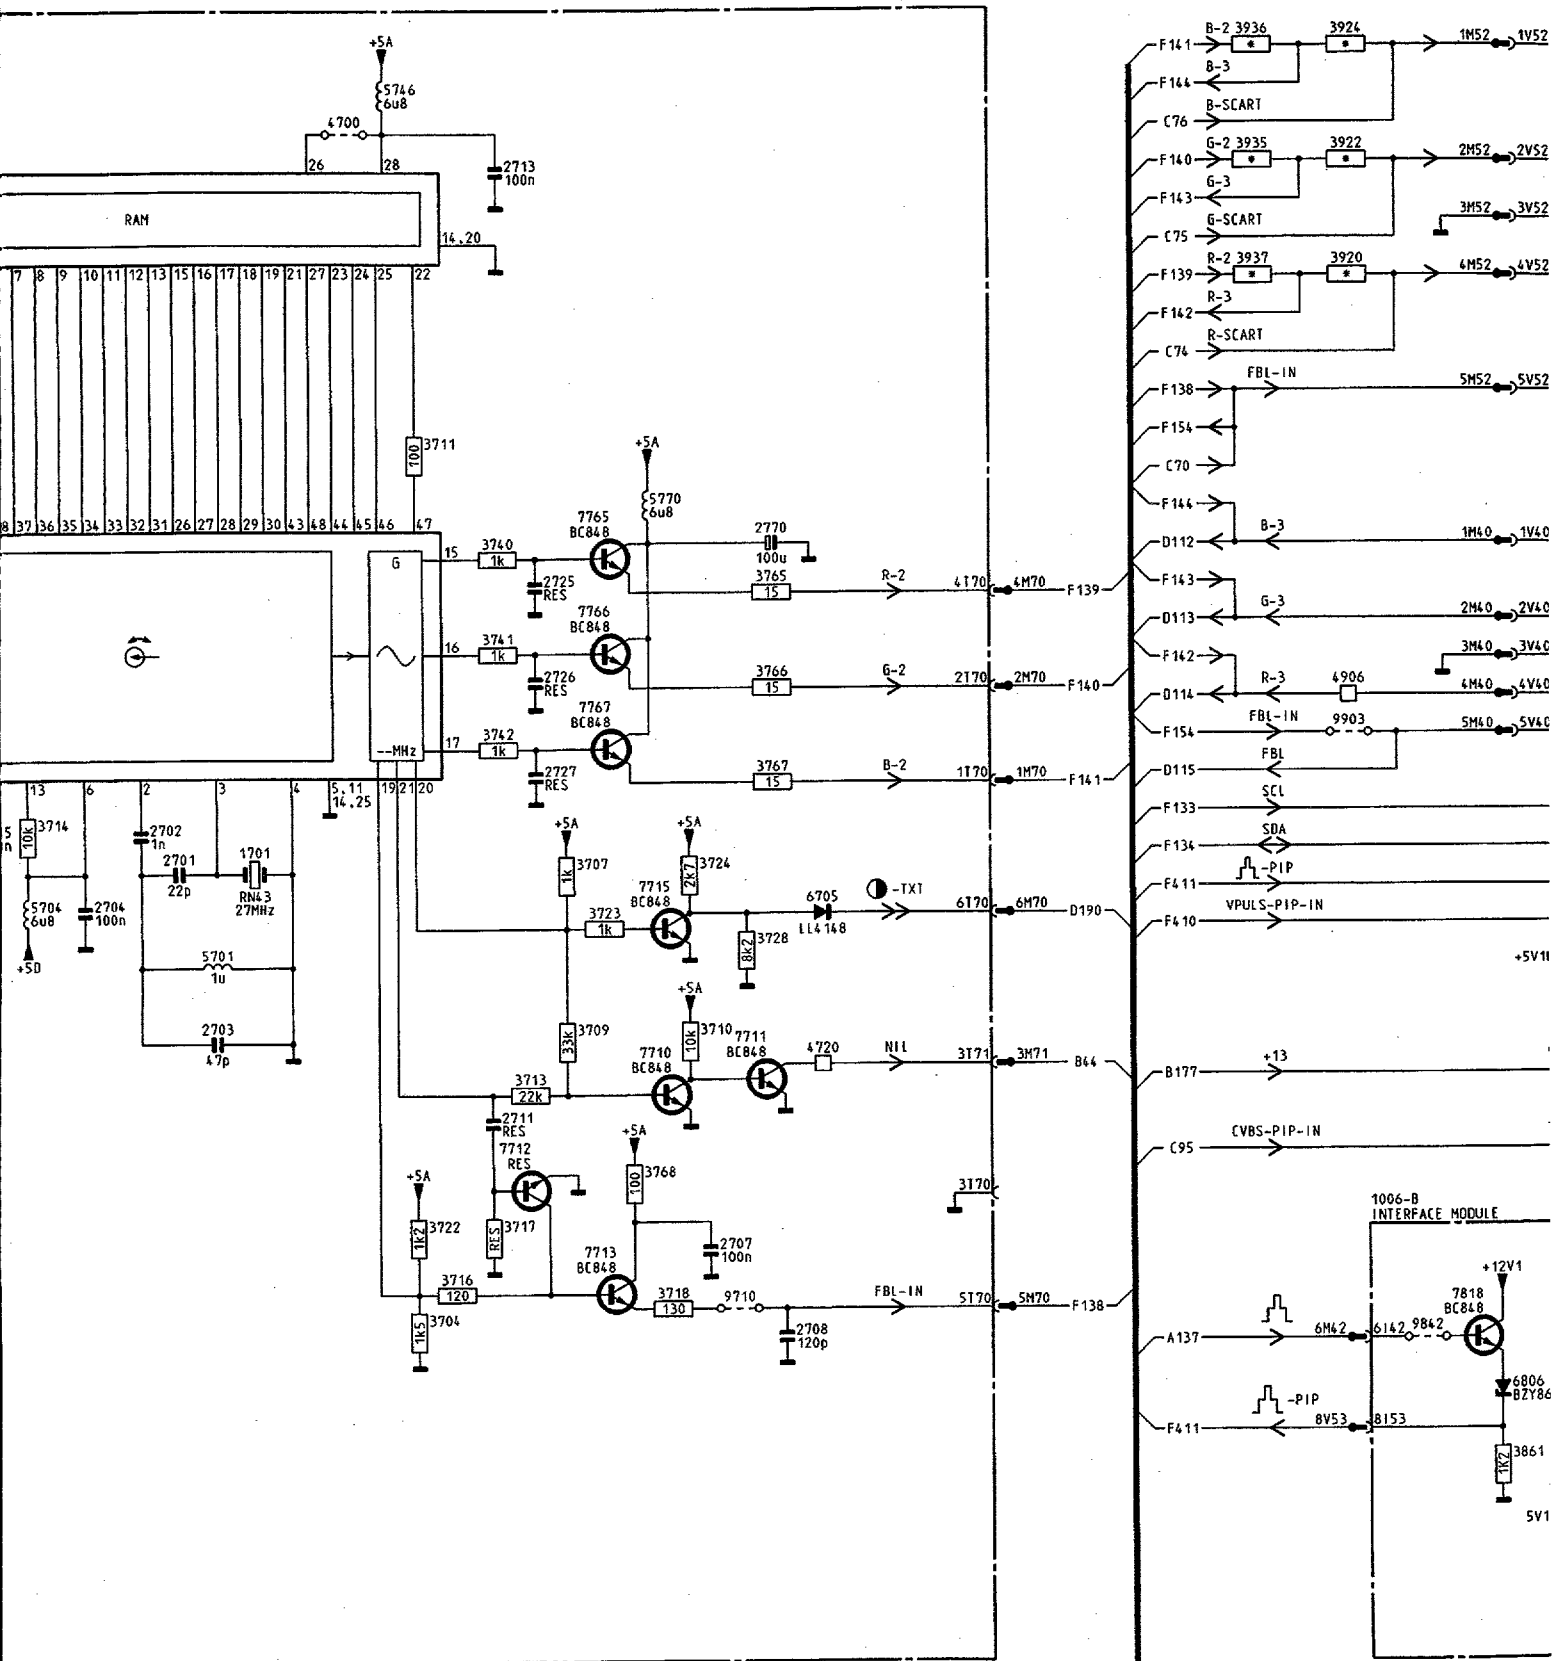 +5A
5746
6u8
4700
26
28
2713
100n
RAM
14.20
7 8 9 10 11 12 13 15 16 17 18 19 21 27 23 24 25 22
3711
100
8 37 36 35 34 33 32 31 26 27 28 29 30 43 48 44 45 46 47
G
--MHz
15
3740
1k
2725
RES
7765
BC848
+5A
5770
6u8
2770
100u
3765
15
R-2
4T70
4M70
F139
16
3741
1k
2726
RES
7766
BC848
3766
15
G-2
2T70
2M70
F140
17
3742
1k
2727
RES
7767
BC848
3767
15
B-2
1T70
1M70
F141
13
6
2
3
4
5.11
14.25
19
21
20
3714
10k
5704
6u8
+5D
2704
100n
2702
1n
2701
22p
1701
RN43
27MHz
5701
1u
2703
47p
+5A
3707
1k
3723
1k
7715
BC848
+5A
3724
2k7
3728
8k2
6705
LL4148
-TXT
6T70
6M70
D190
3709
33k
3713
22k
7710
BC848
+5A
3710
10k
7711
BC848
4720
NIL
3T71
3M71
B44
2711
RES
7712
RES
3717
RES
+5A
3768
100
2707
100n
3T70
+5A
3722
1k2
3716
120
3704
1k5
7713
BC848
3718
130
9710
2708
120p
FBL-IN
5T70
5M70
F138
F141
B-2
3936
*
3924
*
1M52
1V52
F144
B-3
C76
B-SCART
F140
G-2
3935
*
3922
*
2M52
2V52
F143
G-3
3M52
3V52
C75
G-SCART
F139
R-2
3937
*
3920
*
4M52
4V52
F142
R-3
C74
R-SCART
F138
FBL-IN
5M52
5V52
F154
C70
F144
D112
B-3
1M40
1V40
F143
D113
G-3
2M40
2V40
F142
3M40
3V40
D114
R-3
4906
4M40
4V40
F154
FBL-IN
9903
5M40
5V40
D115
FBL
F133
SCL
F134
SDA
F411
-PIP
F410
VPULS-PIP-IN
B177
+13
C95
CVBS-PIP-IN
1006-B
INTERFACE MODULE
+12V1
7818
BC848
A137
6M42
6I42
9842
6806
BZY86
F411
-PIP
8V53
8I53
3861
1K2
5V1